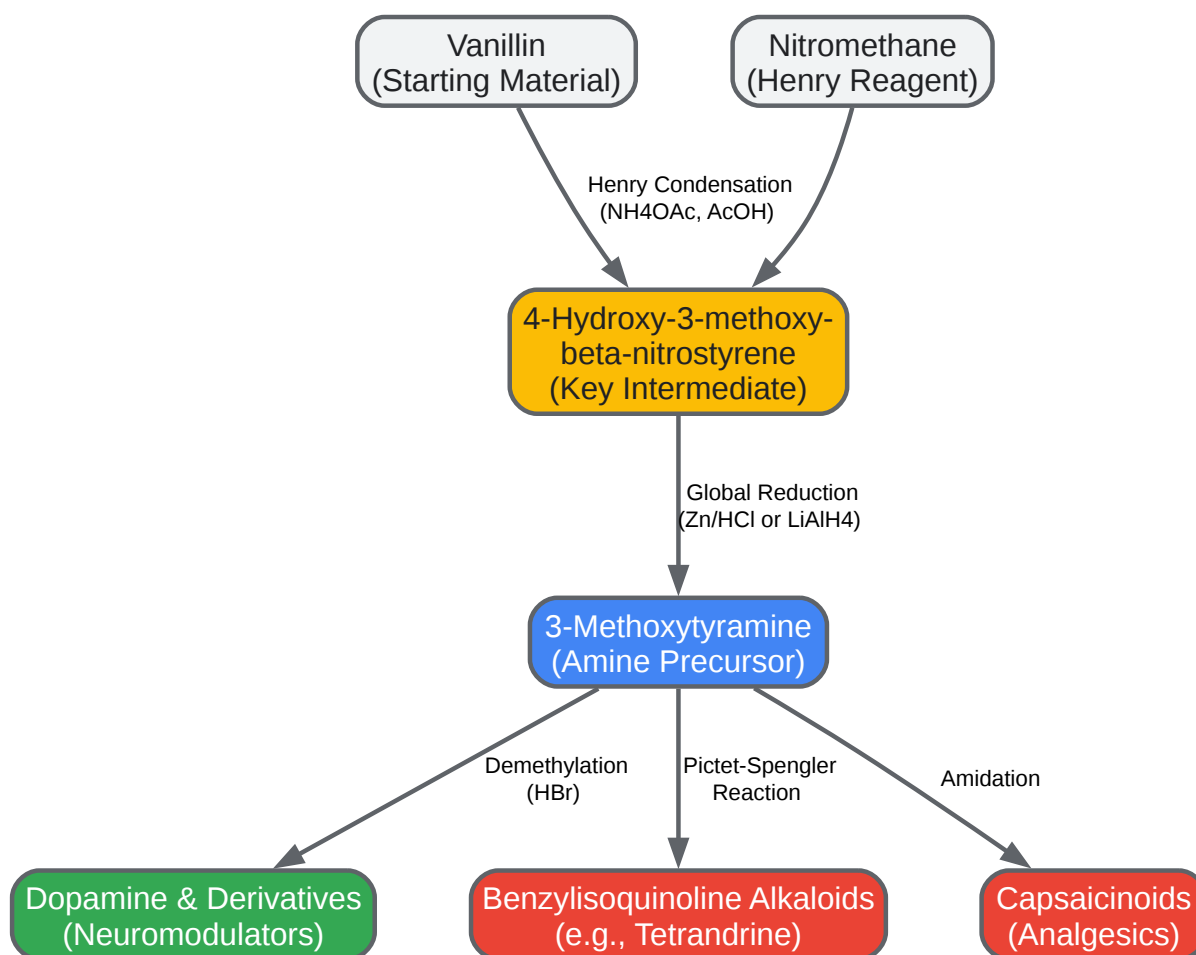 Vanillin
(Starting Material)
Nitromethane
(Henry Reagent)
Henry Condensation
(NH4OAc, AcOH)
4-Hydroxy-3-methoxy-
beta-nitrostyrene
(Key Intermediate)
Global Reduction
(Zn/HCl or LiAlH4)
3-Methoxytyramine
(Amine Precursor)
Demethylation
(HBr)
Pictet-Spengler
Reaction
Amidation
Dopamine & Derivatives
(Neuromodulators)
Benzylisoquinoline Alkaloids
(e.g., Tetrandrine)
Capsaicinoids
(Analgesics)